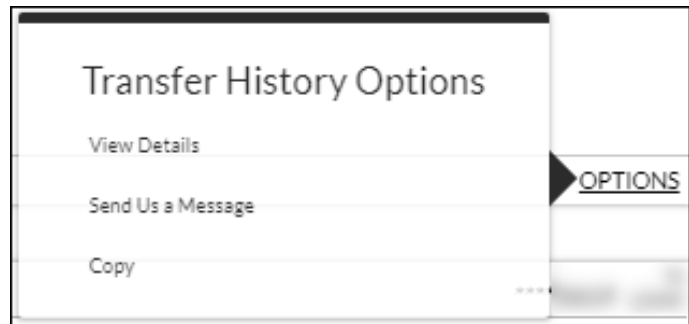 Transfer History Options
View Details
OPTIONS
Send Us a Message
Copy